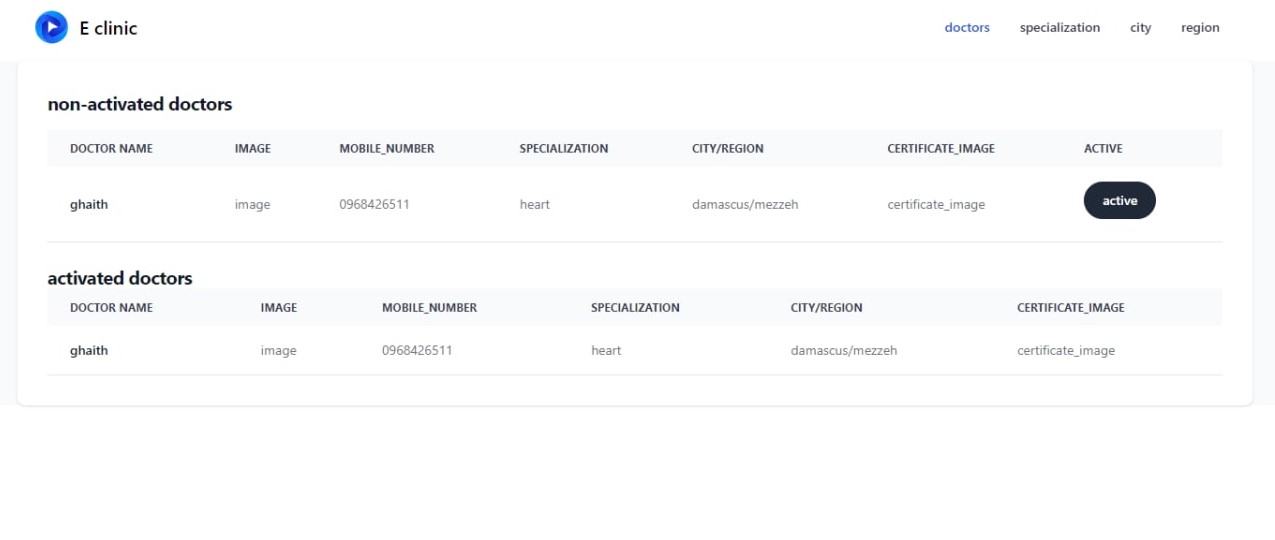 E clinic doctors specialization city region
non-activated doctors
DOCTOR NAME IMAGE MOBILE_NUMBER SPECIALIZATION CITY/REGION CERTIFICATE_IMAGE ACTIVE
ghaith image 0968426511 heart damascus/mezzeh certificate_image active
activated doctors
DOCTOR NAME IMAGE MOBILE_NUMBER SPECIALIZATION CITY/REGION CERTIFICATE_IMAGE
ghaith image 0968426511 heart damascus/mezzeh certificate_image